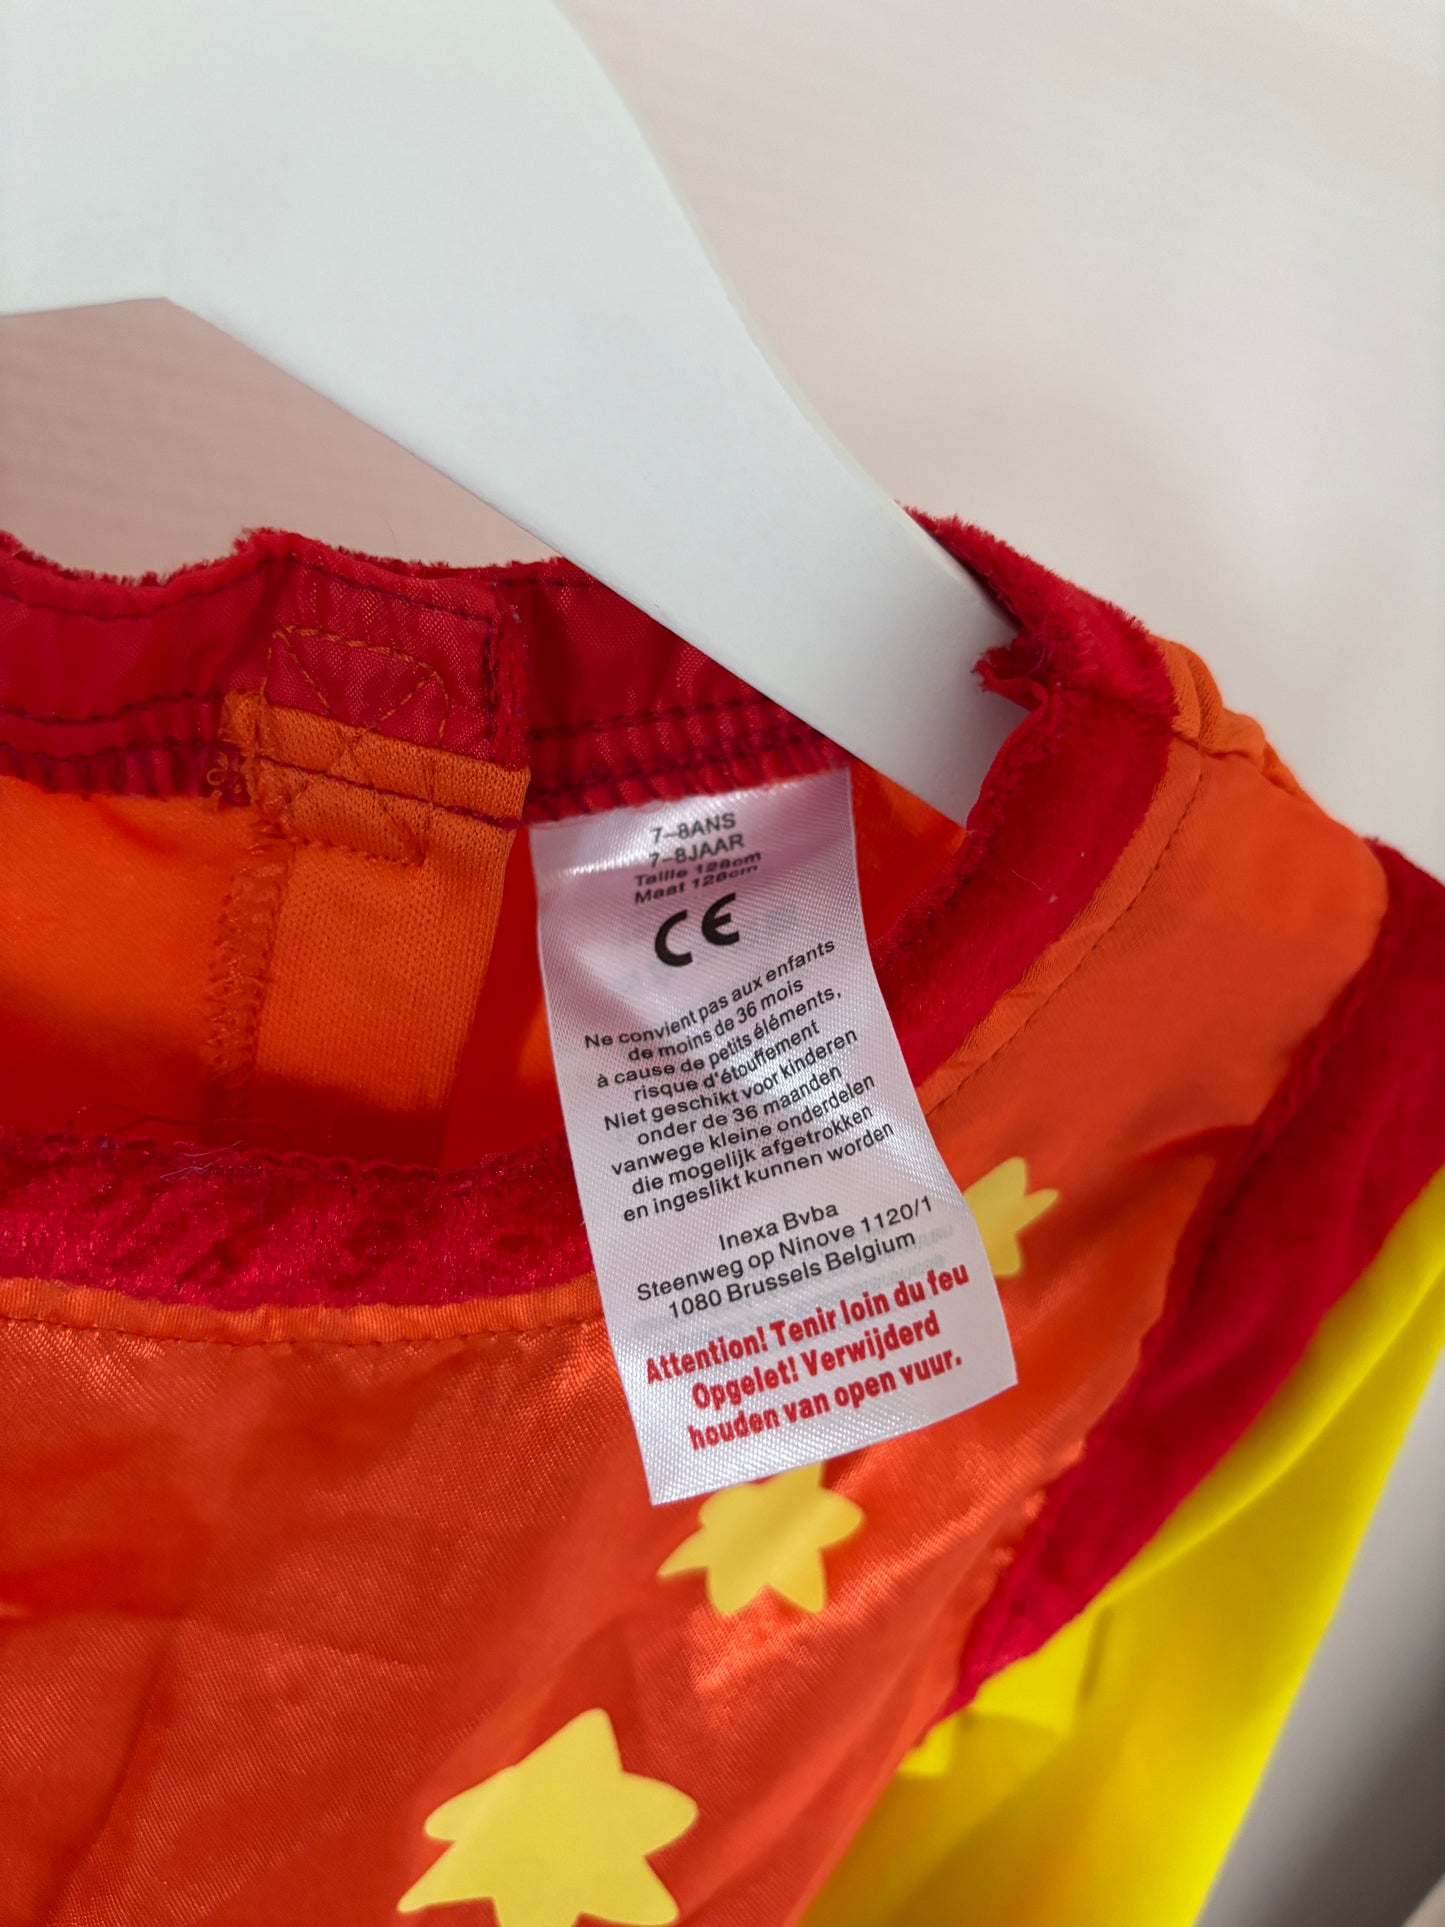 7-8ANS
7-8JAAR
Taille 128cm
Maat 128cm
CE
Ne convient pas aux enfants
de moins de 36 mois
à cause de petits éléments,
risque d'étouffement
Niet geschikt voor kinderen
onder de 36 maanden
vanwege kleine onderdelen
die mogelijk afgetrokken
en ingeslikt kunnen worden
Inexa Bvba
Steenweg op Ninove 1120/1
1080 Brussels Belgium
Attention! Tenir loin du feu
Opgelet! Verwijderd
houden van open vuur.